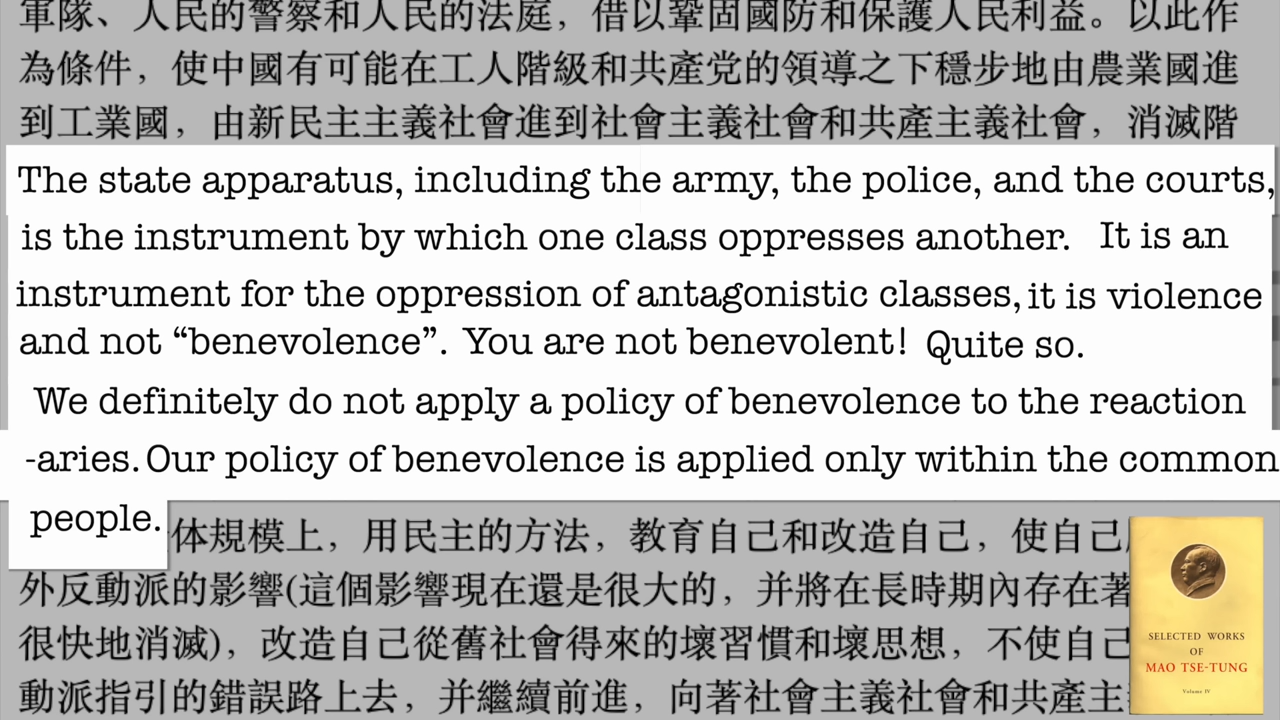 軍隊、人民的警察和人民的法庭，借以鞏固國防和保護人民利益。以此作
為條件，使中國有可能在工人階級和共產党的領導之下穩步地由農業國進
到工業國，由新民主主義社會進到社會主義社會和共產主義社會，消滅階
The state apparatus, including the army, the police, and the courts,
is the instrument by which one class oppresses another. It is an
instrument for the oppression of antagonistic classes, it is violence
and not “benevolence”. You are not benevolent! Quite so.
We definitely do not apply a policy of benevolence to the reaction
-aries. Our policy of benevolence is applied only within the common
people.
体規模上，用民主的方法，教育自己和改造自己，使自己
外反動派的影響(這個影響現在還是很大的，并將在長時期內存在著
很快地消滅)，改造自己從舊社會得來的壞習慣和壞思想，不使自己
動派指引的錯誤路上去，并繼續前進，向著社會主義社會和共產主
SELECTED WORKS
OF
MAO TSE-TUNG
Volume IV